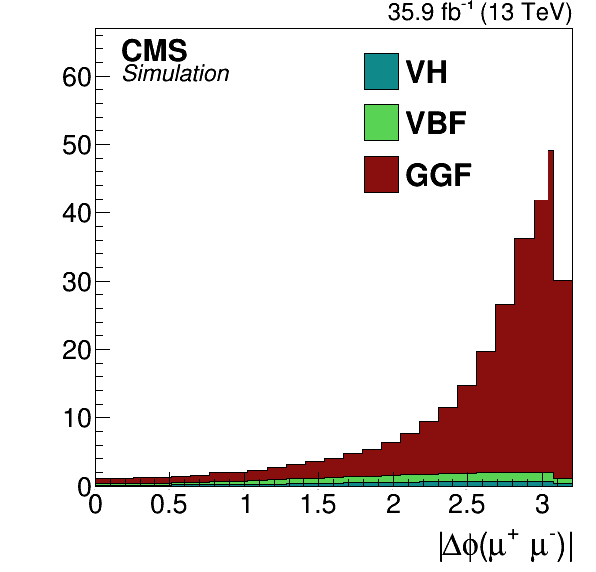 35.9 fb⁻¹ (13 TeV)
CMS
Simulation
VH
VBF
GGF
60
50
40
30
20
10
0
0 0.5 1 1.5 2 2.5 3
|Δϕ(μ⁺ μ⁻)|